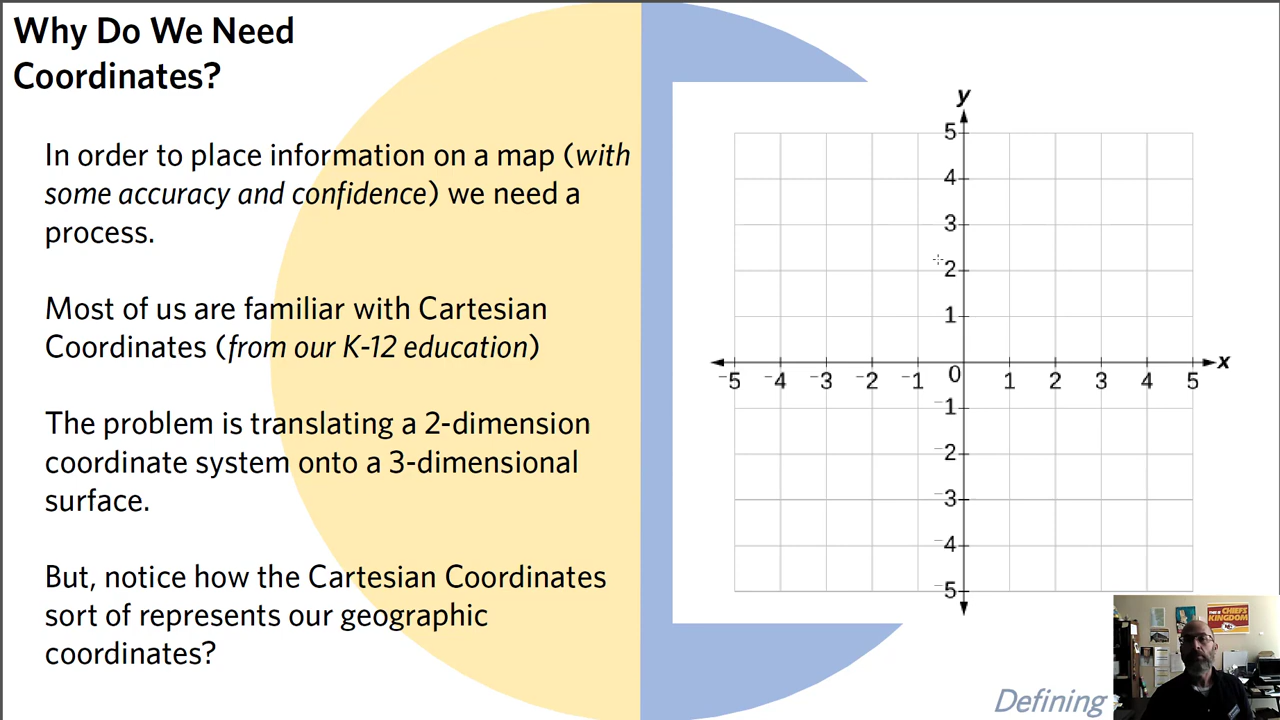 Why Do We Need
Coordinates?
In order to place information on a map (with
some accuracy and confidence) we need a
process.
Most of us are familiar with Cartesian
Coordinates (from our K-12 education)
The problem is translating a 2-dimension
coordinate system onto a 3-dimensional
surface.
But, notice how the Cartesian Coordinates
sort of represents our geographic
coordinates?
y
5
4
3
2
1
-5 -4 -3 -2 -1 0 1 2 3 4 5 x
-1
-2
-3
-4
-5
THIS IS CHIEFS
KINGDOM
Defining